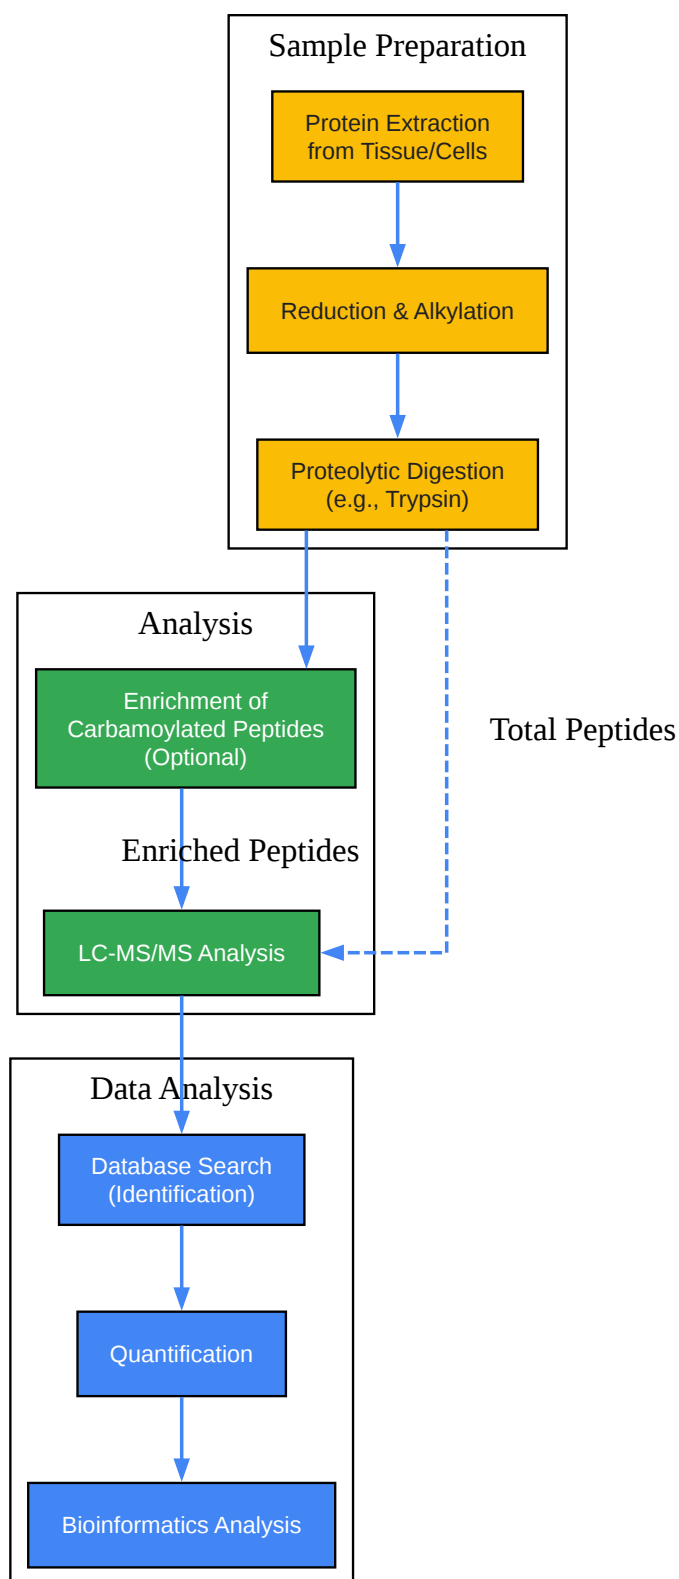 Sample Preparation
Protein Extraction
from Tissue/Cells
Reduction & Alkylation
Proteolytic Digestion
(e.g., Trypsin)
Analysis
Enrichment of
Carbamoylated Peptides
(Optional)
Total Peptides
Enriched Peptides
LC-MS/MS Analysis
Data Analysis
Database Search
(Identification)
Quantification
Bioinformatics Analysis